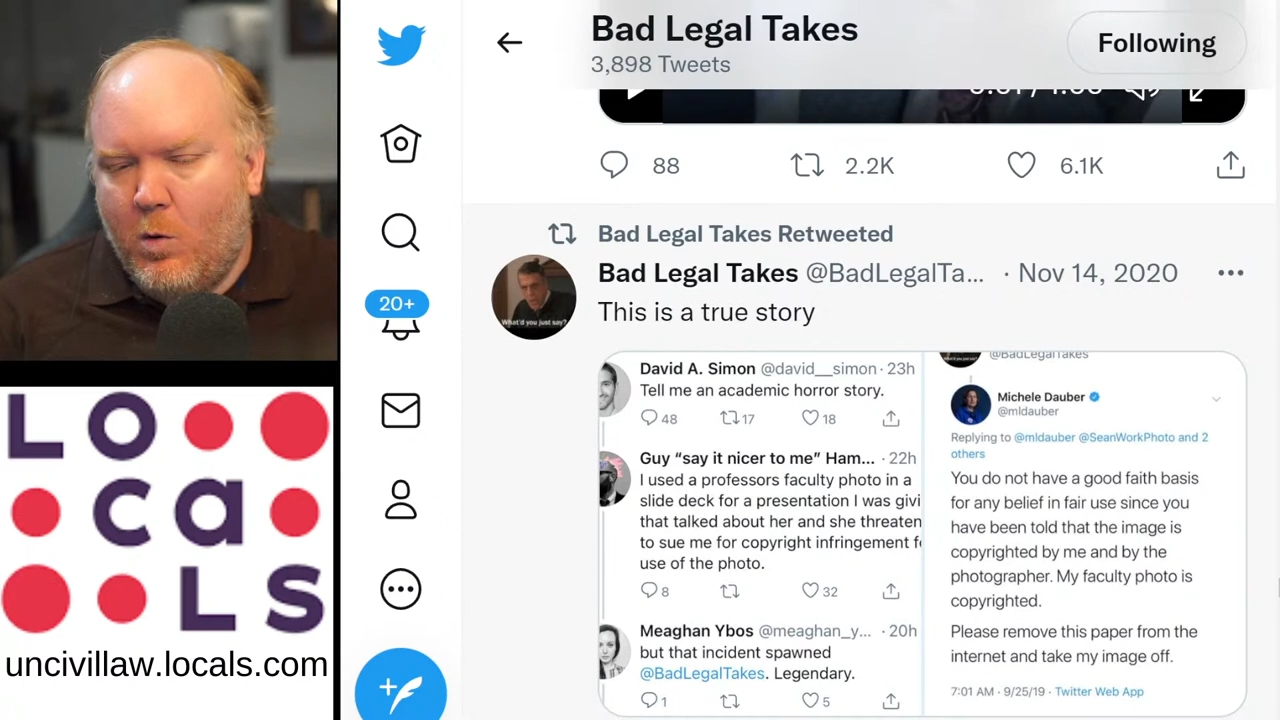 Bad Legal Takes
3,898 Tweets
Following
88
2.2K
6.1K
Bad Legal Takes Retweeted
Bad Legal Takes @BadLegalTa... · Nov 14, 2020
What'd you just say?
This is a true story
David A. Simon @david__simon · 23h
Tell me an academic horror story.
48
17
18
Guy “say it nicer to me” Ham... · 22h
I used a professors faculty photo in a
slide deck for a presentation I was givi
that talked about her and she threaten
to sue me for copyright infringement f
use of the photo.
8
32
Meaghan Ybos @meaghan_y... · 20h
but that incident spawned
@BadLegalTakes. Legendary.
1
5
@BadLegalTakes
Michele Dauber
@mldauber
Replying to @mldauber @SeanWorkPhoto and 2
others
You do not have a good faith basis
for any belief in fair use since you
have been told that the image is
copyrighted by me and by the
photographer. My faculty photo is
copyrighted.
Please remove this paper from the
internet and take my image off.
7:01 AM · 9/25/19 · Twitter Web App
20+
LOcaLS
uncivillaw.locals.com